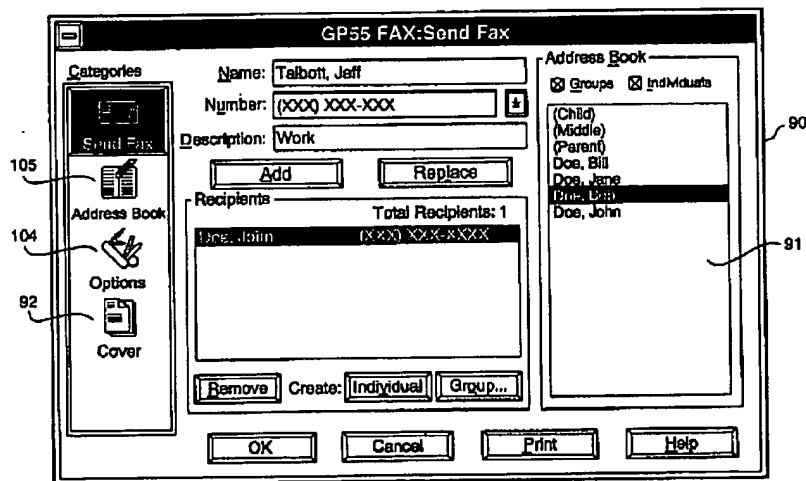 GP55 FAX:Send Fax
Categories
Send Fax
Address Book
Options
Cover
Name: Talbott, Jeff
Number: (XXX) XXX-XXX
Description: Work
Add Replace
Recipients
Total Recipients: 1
Doe, John (XXX) XXX-XXXX
Remove Create: Individual Group...
Address Book
Groups Individuals
(Child)
(Middle)
(Parent)
Doe, Bill
Doe, Jane
Doe,
Doe, John
OK Cancel Print Help
105
104
92
90
91